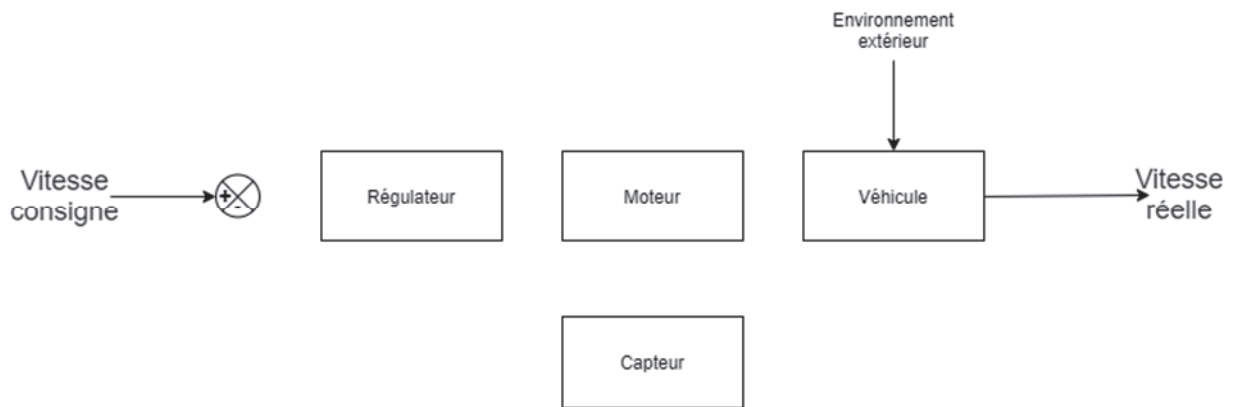 Environnement
extérieur
Vitesse
consigne
+
-
Régulateur
Moteur
Véhicule
Vitesse
réelle
Capteur